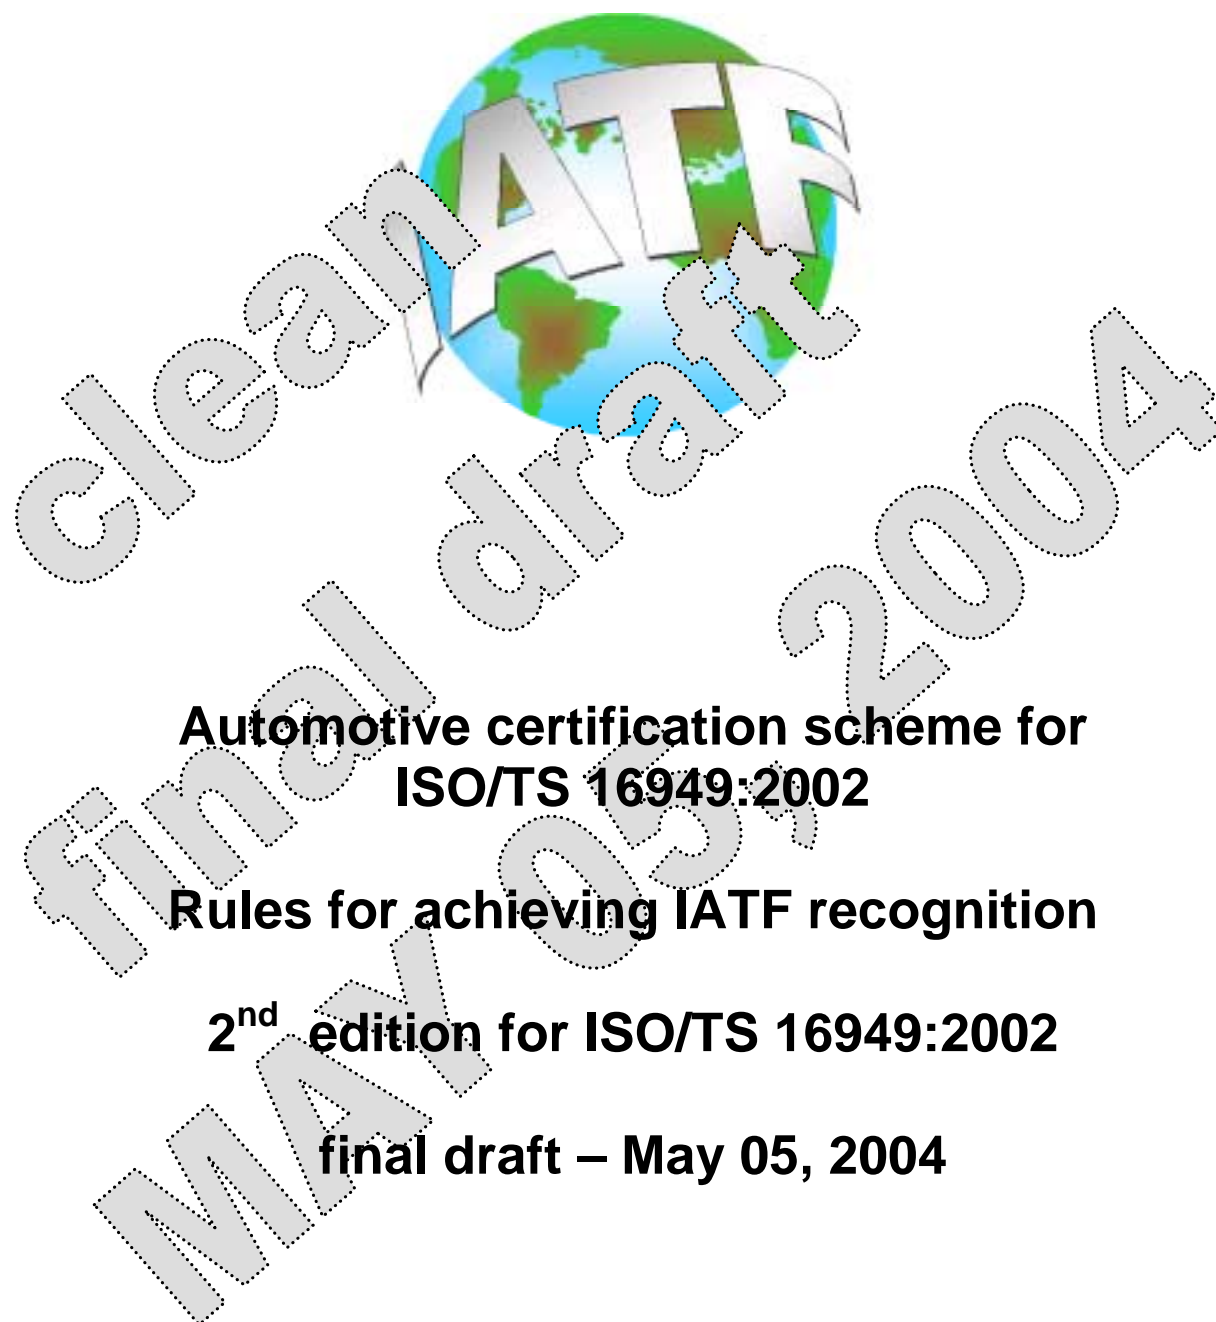 IATF
clean
final draft
MAY 05, 2004
Automotive certification scheme for
ISO/TS 16949:2002
Rules for achieving IATF recognition
2nd edition for ISO/TS 16949:2002
final draft – May 05, 2004